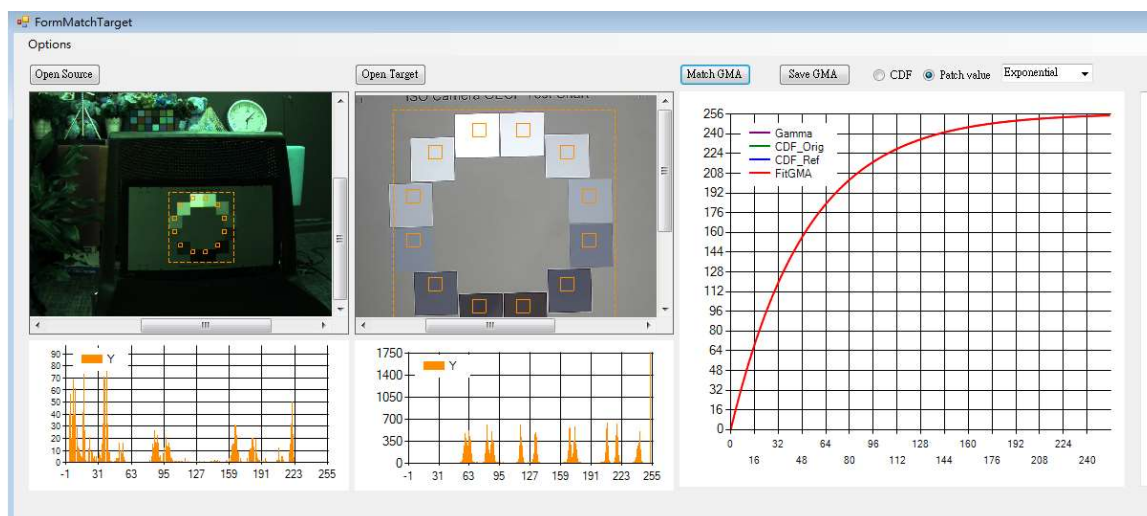 FormMatchTarget
Options
Open Source
Open Target
Match GMA
Save GMA
CDF
Patch value
Exponential
ISO Camera OECF Test Chart
256
240
224
208
192
176
160
144
128
112
96
80
64
48
32
16
0
Gamma
CDF_Orig
CDF_Ref
FitGMA
0 32 64 96 128 160 192 224
16 48 80 112 144 176 208 240
90
80
70
60
50
40
30
20
10
0
Y
-1 31 63 95 127 159 191 223 255
1750
1400
1050
700
350
0
Y
-1 31 63 95 127 159 191 223 255